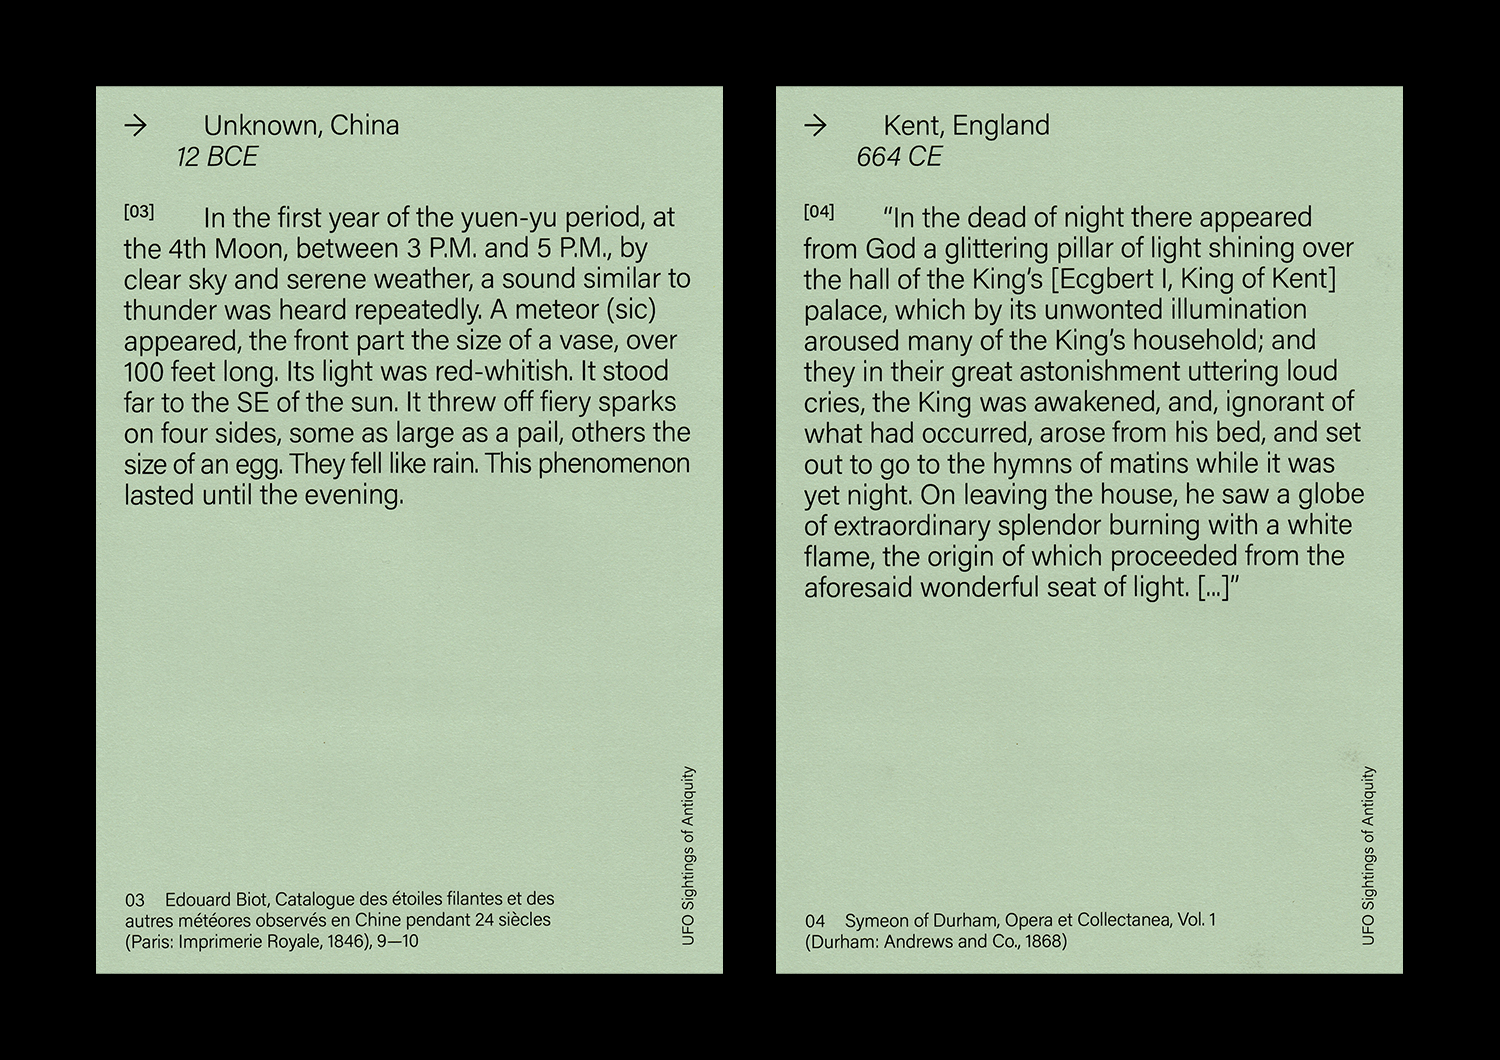 → Unknown, China
12 BCE
[03] In the first year of the yuen-yu period, at
the 4th Moon, between 3 P.M. and 5 P.M., by
clear sky and serene weather, a sound similar to
thunder was heard repeatedly. A meteor (sic)
appeared, the front part the size of a vase, over
100 feet long. Its light was red-whitish. It stood
far to the SE of the sun. It threw off fiery sparks
on four sides, some as large as a pail, others the
size of an egg. They fell like rain. This phenomenon
lasted until the evening.
03 Edouard Biot, Catalogue des étoiles filantes et des
autres météores observés en Chine pendant 24 siècles
(Paris: Imprimerie Royale, 1846), 9—10
UFO Sightings of Antiquity
→ Kent, England
664 CE
[04] "In the dead of night there appeared
from God a glittering pillar of light shining over
the hall of the King's [Ecgbert I, King of Kent]
palace, which by its unwonted illumination
aroused many of the King's household; and
they in their great astonishment uttering loud
cries, the King was awakened, and, ignorant of
what had occurred, arose from his bed, and set
out to go to the hymns of matins while it was
yet night. On leaving the house, he saw a globe
of extraordinary splendor burning with a white
flame, the origin of which proceeded from the
aforesaid wonderful seat of light. [...]"
04 Symeon of Durham, Opera et Collectanea, Vol. 1
(Durham: Andrews and Co., 1868)
UFO Sightings of Antiquity